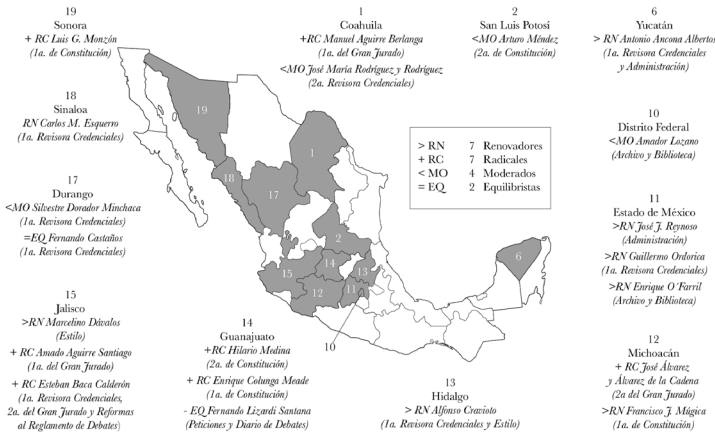 19
Sonora
+ RC Luis G. Monzón
(1a. de Constitución)
1
Coahuila
+RC Manuel Aguirre Berlanga
(1a. del Gran Jurado)
<MO José María Rodríguez y Rodríguez
(2a. Revisora Credenciales)
2
San Luis Potosí
<MO Arturo Méndez
(2a. de Constitución)
6
Yucatán
> RN Antonio Ancona Albertos
(1a. Revisora Credenciales
y Administración)
18
Sinaloa
RN Carlos M. Esquerro
(1a. Revisora Credenciales)
10
Distrito Federal
<MO Amador Lozano
(Archivo y Biblioteca)
> RN 7 Renovadores
+ RC 7 Radicales
< MO 4 Moderados
= EQ 2 Equilibristas
17
Durango
<MO Silvestre Dorador Minchaca
(1a. Revisora Credenciales)
=EQ Fernando Castaños
(1a. Revisora Credenciales)
11
Estado de México
>RN José J. Reynoso
(Administración)
>RN Guillermo Ordorica
(1a. Revisora Credenciales)
>RN Enrique O'Farril
(Archivo y Biblioteca)
15
Jalisco
>RN Marcelino Dávalos
(Estilo)
+ RC Amado Aguirre Santiago
(1a. del Gran Jurado)
+ RC Esteban Baca Calderón
(1a. Revisora Credenciales,
2a. del Gran Jurado y Reformas
al Reglamento de Debates)
14
Guanajuato
+RC Hilario Medina
(2a. de Constitución)
+ RC Enrique Colunga Meade
(1a. de Constitución)
- EQ Fernando Lizardi Santana
(Peticiones y Diario de Debates)
13
Hidalgo
> RN Alfonso Cravioto
(1a. Revisora Credenciales y Estilo)
12
Michoacán
+ RC José Álvarez
y Álvarez de la Cadena
(2a del Gran Jurado)
>RN Francisco J. Múgica
(1a. de Constitución)
19
1
18
17
2
6
14
13
15
12
11
10